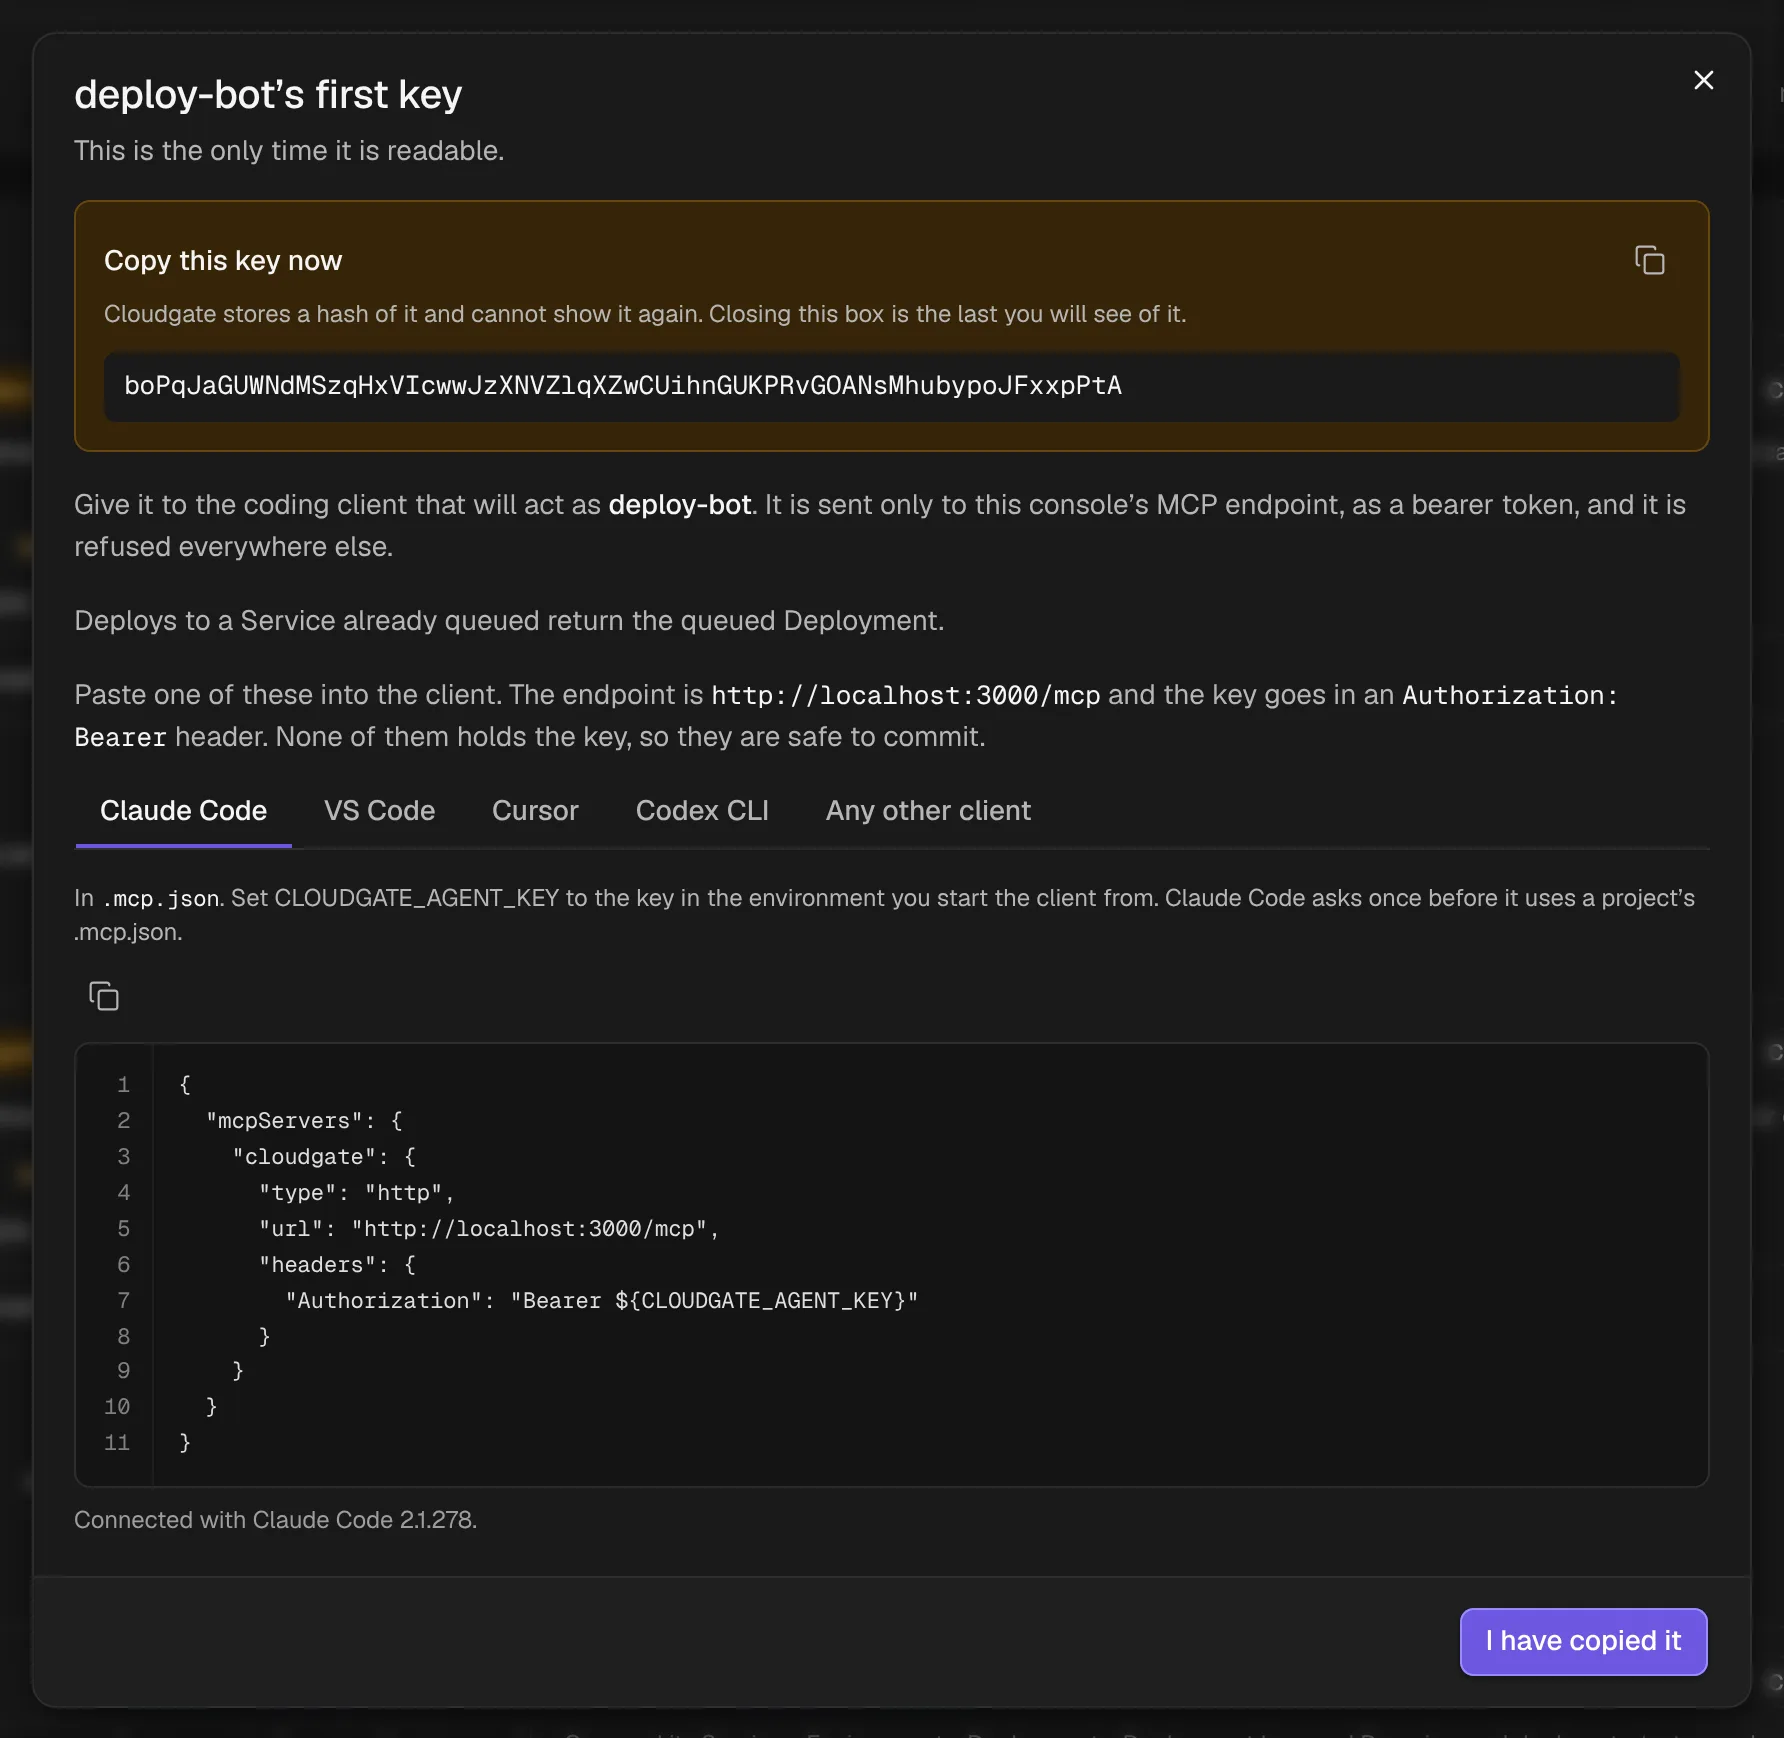 deploy-bot’s first key
This is the only time it is readable.
Copy this key now
Cloudgate stores a hash of it and cannot show it again. Closing this box is the last you will see of it.
boPqJaGUWNdMSzqHxVIcwwJzXNVZlqXZwCUihnGUKPRvGOANsMhubypoJFxxpPtA
Give it to the coding client that will act as deploy-bot. It is sent only to this console’s MCP endpoint, as a bearer token, and it is
refused everywhere else.
Deploys to a Service already queued return the queued Deployment.
Paste one of these into the client. The endpoint is http://localhost:3000/mcp and the key goes in an Authorization:
Bearer header. None of them holds the key, so they are safe to commit.
Claude Code VS Code Cursor Codex CLI Any other client
In .mcp.json. Set CLOUDGATE_AGENT_KEY to the key in the environment you start the client from. Claude Code asks once before it uses a project’s
.mcp.json.
1 {
2 "mcpServers": {
3 "cloudgate": {
4 "type": "http",
5 "url": "http://localhost:3000/mcp",
6 "headers": {
7 "Authorization": "Bearer ${CLOUDGATE_AGENT_KEY}"
8 }
9 }
10 }
11 }
Connected with Claude Code 2.1.278.
I have copied it